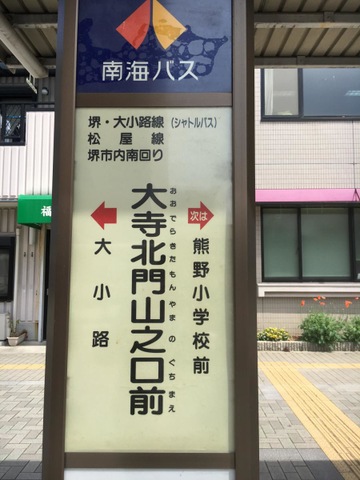 南海バス
堺・大小路線(シャトルバス)
松屋線
堺市内南回り
次は
熊野小学校前
おおでらきたもんやまのぐちまえ
大寺北門山之口前
大小路